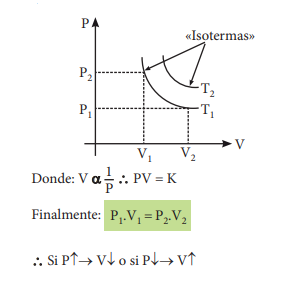 P
«Isotermas»
P₂
T₂
P₁
T₁
V
V₁
V₂
Donde: V α 1/P ∴ PV = K
Finalmente: P₁.V₁ = P₂.V₂
∴ Si P↑→ V↓ o si P↓→ V↑